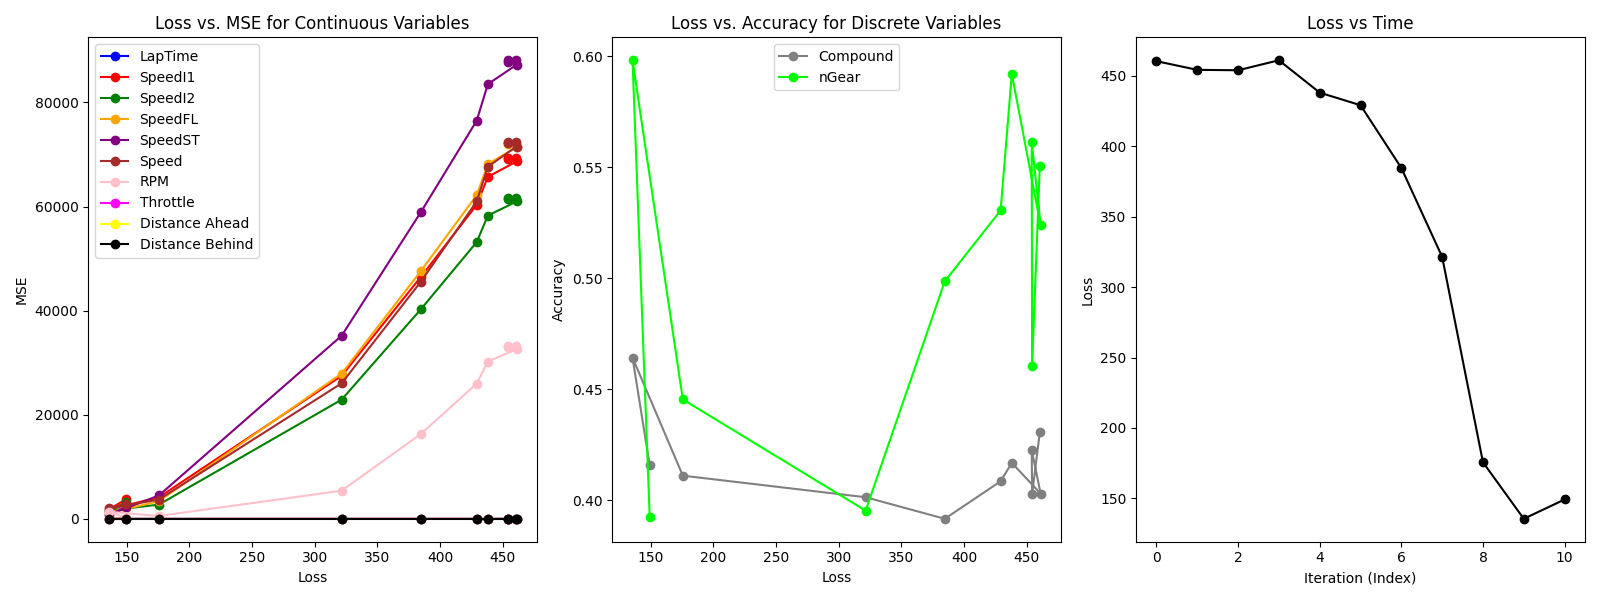 Loss vs. MSE for Continuous Variables
LapTime
SpeedI1
SpeedI2
SpeedFL
SpeedST
Speed
RPM
Throttle
Distance Ahead
Distance Behind
80000
60000
40000
20000
0
MSE
150 200 250 300 350 400 450
Loss
Loss vs. Accuracy for Discrete Variables
Compound
nGear
0.60
0.55
0.50
0.45
0.40
Accuracy
150 200 250 300 350 400 450
Loss
Loss vs Time
450
400
350
300
250
200
150
Loss
0 2 4 6 8 10
Iteration (Index)